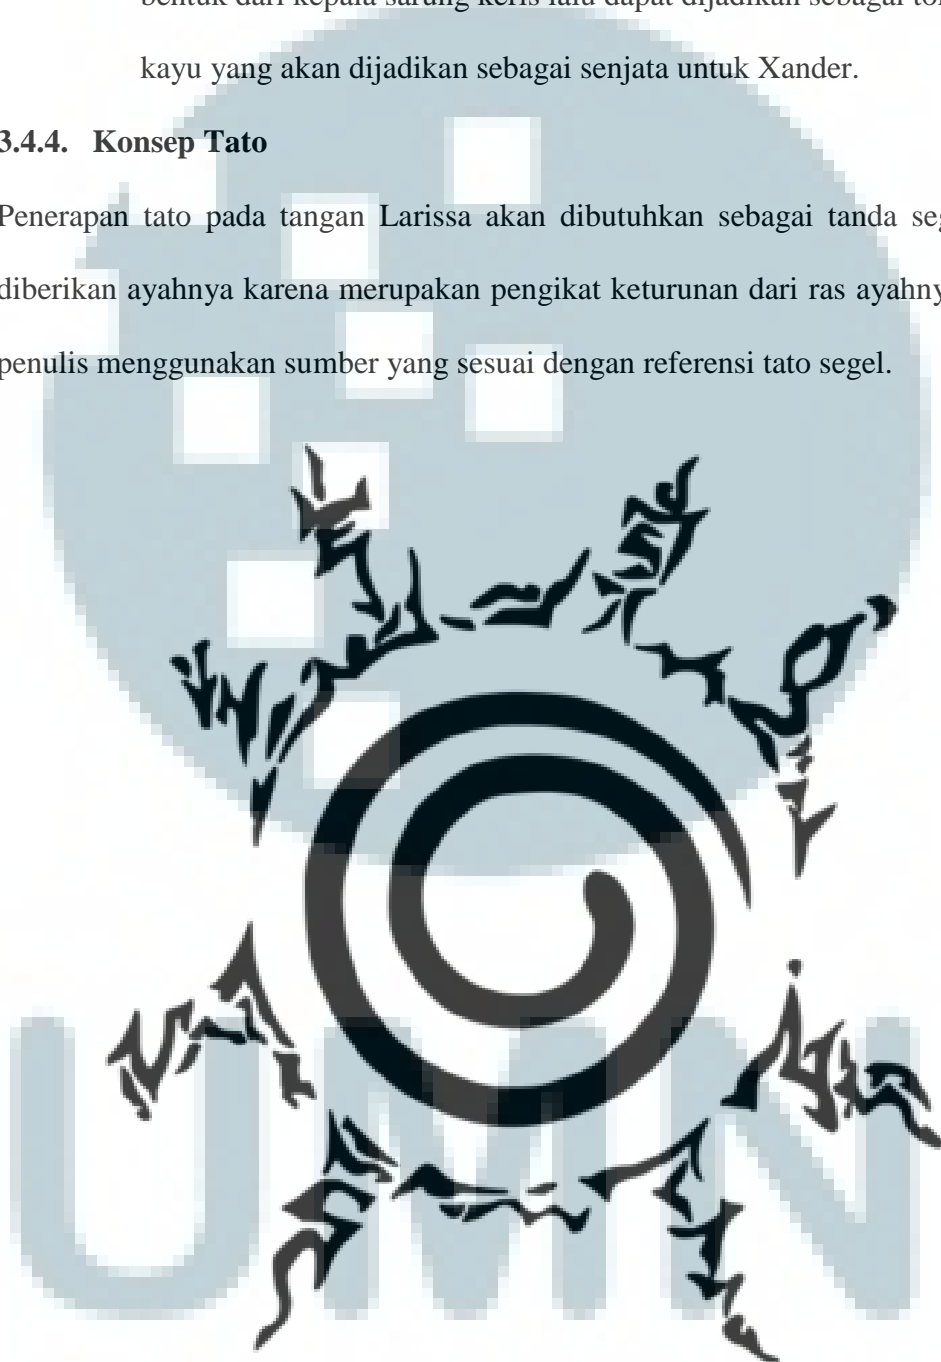 bentuk dari kepala sarung keris lalu dapat dijadikan sebagai
kayu yang akan dijadikan sebagai senjata untuk Xander.
3.4.4. Konsep Tato
Penerapan tato pada tangan Larissa akan dibutuhkan sebagai tanda
diberikan ayahnya karena merupakan pengikat keturunan dari ras
penulis menggunakan sumber yang sesuai dengan referensi tato segel.
UMN